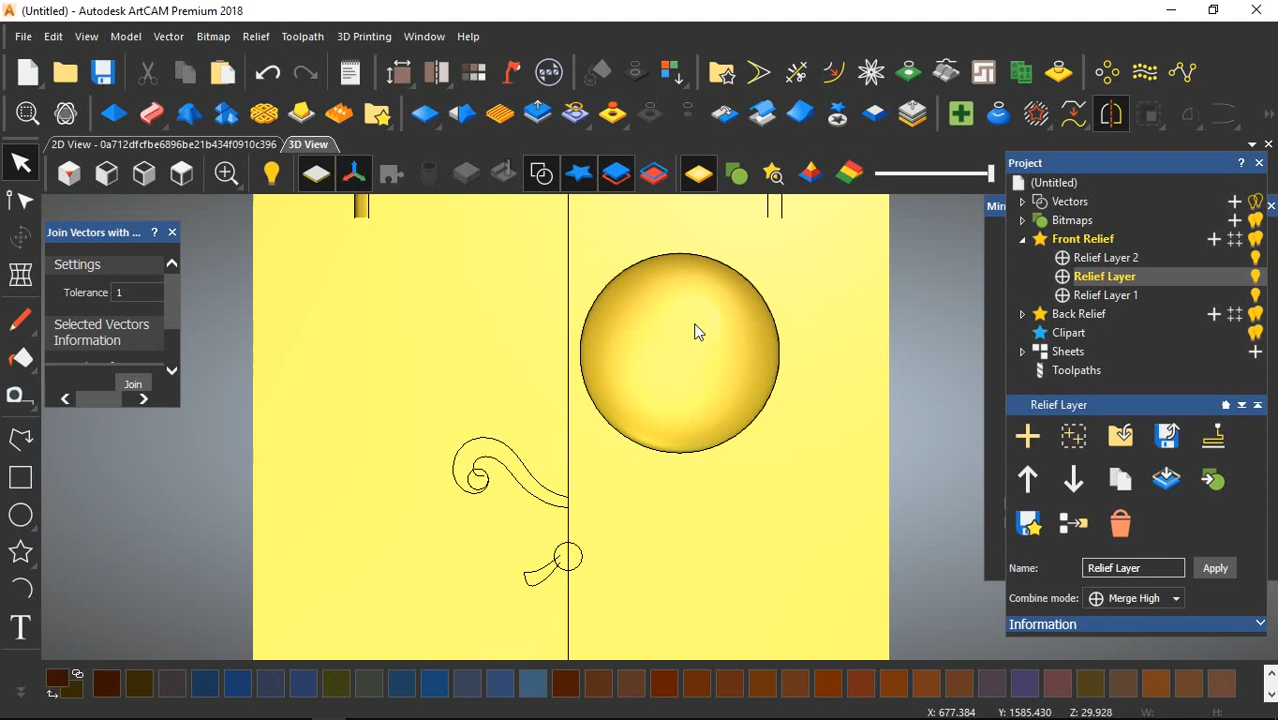 (Untitled) - Autodesk ArtCAM Premium 2018
File Edit View Model Vector Bitmap Relief Toolpath 3D Printing Window Help
2D View - 0a712dfcfbe6896be21b434f0910c396 3D View
Join Vectors with ... ?
Settings
Tolerance 1
Selected Vectors
Information
Join
Project ?
(Untitled)
Vectors
Bitmaps
Front Relief
Relief Layer 2
Relief Layer
Relief Layer 1
Back Relief
Clipart
Sheets
Toolpaths
Relief Layer
Name: Relief Layer Apply
Combine mode: Merge High
Information
X: 677.384 Y: 1585.430 Z: 29.928 W: H: